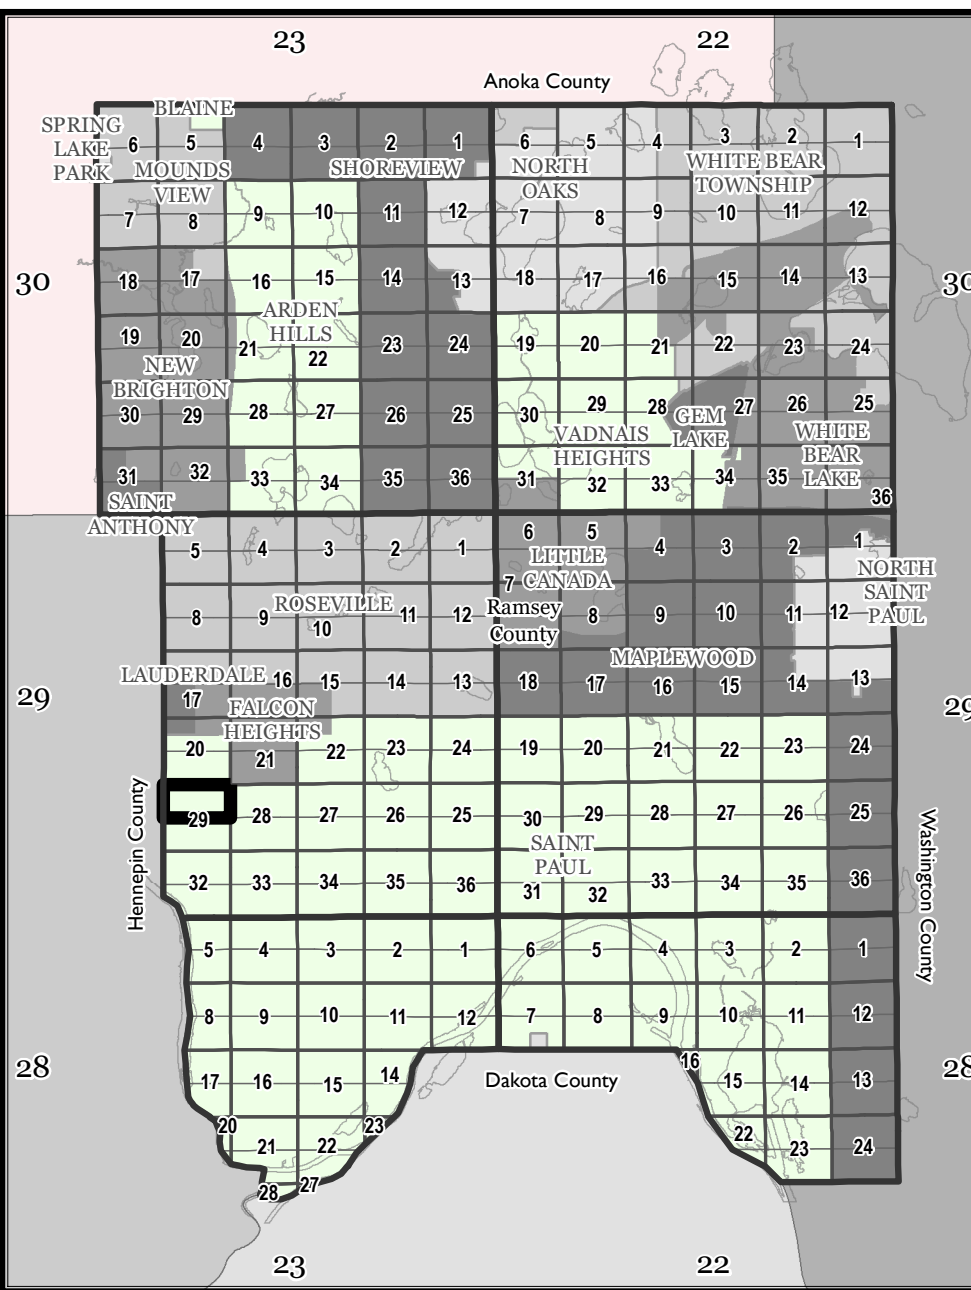 23 22
Anoka County
BLAINE
SPRING
LAKE
PARK
6 5 4 3 2 1 6 5 4 3 2 1
MOUNDS
VIEW
SHOREVIEW
NORTH
OAKS
WHITE BEAR
TOWNSHIP
7 8 9 10 11 12 7 8 9 10 11 12
30 18 17 16 15 14 13 18 17 16 15 14 13 30
ARDEN
HILLS
19 20 21 22 23 24 19 20 21 22 23 24
NEW
BRIGHTON
30 29 28 27 26 25 30 29 28 27 26 25
GEM
LAKE
VADNAIS
HEIGHTS
WHITE
BEAR
LAKE
31 32 33 34 35 36 31 32 33 34 35 36
SAINT
ANTHONY
5 4 3 2 1 6 5 4 3 2 1
LITTLE
CANADA
NORTH
SAINT
PAUL
ROSEVILLE
Ramsey
County
8 9 10 11 12 7 8 9 10 11 12
MAPLEWOOD
LAUDERDALE
29 17 16 15 14 13 18 17 16 15 14 13 29
FALCON
HEIGHTS
20 21 22 23 24 19 20 21 22 23 24
Hennepin County
29 28 27 26 25 30 29 28 27 26 25
Washington County
SAINT
PAUL
32 33 34 35 36 31 32 33 34 35 36
5 4 3 2 1 6 5 4 3 2 1
8 9 10 11 12 7 8 9 10 11 12
28 17 16 15 14 16 15 14 13 28
Dakota County
20 21 22 23 22 23 24
28 27
23 22